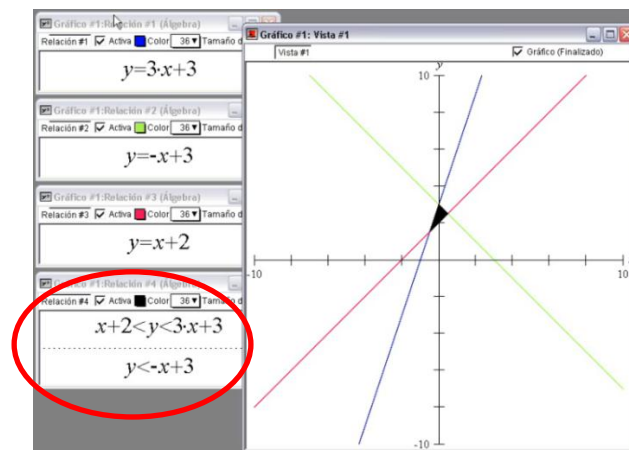 Gráfico #1:Relación #1 (Álgebra)
Relación #1 Activa Color 36 Tamaño d
y=3·x+3
Gráfico #1:Relación #2 (Álgebra)
Relación #2 Activa Color 36 Tamaño d
y=-x+3
Gráfico #1:Relación #3 (Álgebra)
Relación #3 Activa Color 36 Tamaño d
y=x+2
Gráfico #1:Relación #4 (Álgebra)
Relación #4 Activa Color 36 Tamaño d
x+2<y<3·x+3
y<-x+3
Gráfico #1: Vista #1
Vista #1 Gráfico (Finalizado)
y
10
-10 10
-10